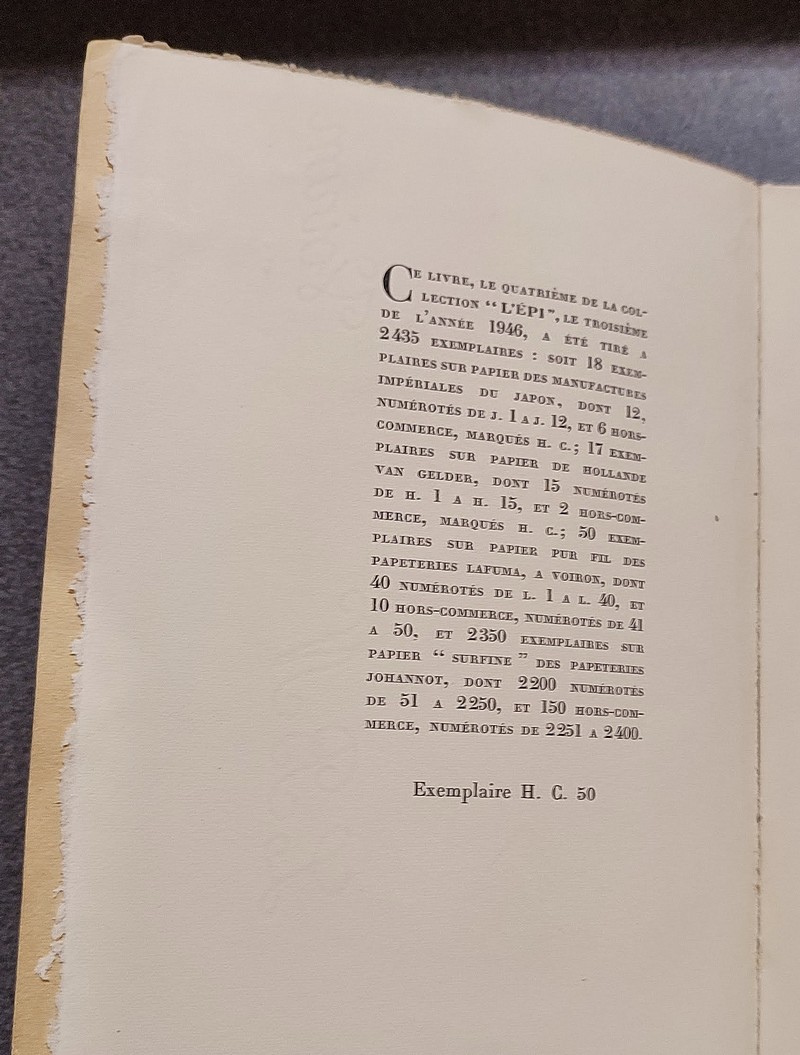 CE LIVRE, LE QUATRIÈME DE LA COL-
LECTION “ L'ÉPI ”, LE TROISIÈME
DE L'ANNÉE 1946, A ÉTÉ TIRÉ A
2435 EXEMPLAIRES : SOIT 18 EXEM-
PLAIRES SUR PAPIER DES MANUFACTURES
IMPÉRIALES DU JAPON, DONT 12,
NUMÉROTÉS DE J. 1 A J. 12, ET 6 HORS-
COMMERCE, MARQUÉS H. C.; 17 EXEM-
PLAIRES SUR PAPIER DE HOLLANDE
VAN GELDER, DONT 15 NUMÉROTÉS
DE H. 1 A H. 15, ET 2 HORS-COM-
MERCE, MARQUÉS H. C.; 50 EXEM-
PLAIRES SUR PAPIER PUR FIL DES
PAPETERIES LAFUMA, A VOIRON, DONT
40 NUMÉROTÉS DE L. 1 A L. 40, ET
10 HORS-COMMERCE, NUMÉROTÉS DE 41
A 50, ET 2350 EXEMPLAIRES SUR
PAPIER “ SURFINE ” DES PAPETERIES
JOHANNOT, DONT 2200 NUMÉROTÉS
DE 51 A 2250, ET 150 HORS-COM-
MERCE, NUMÉROTÉS DE 2251 A 2400.
Exemplaire H. C. 50